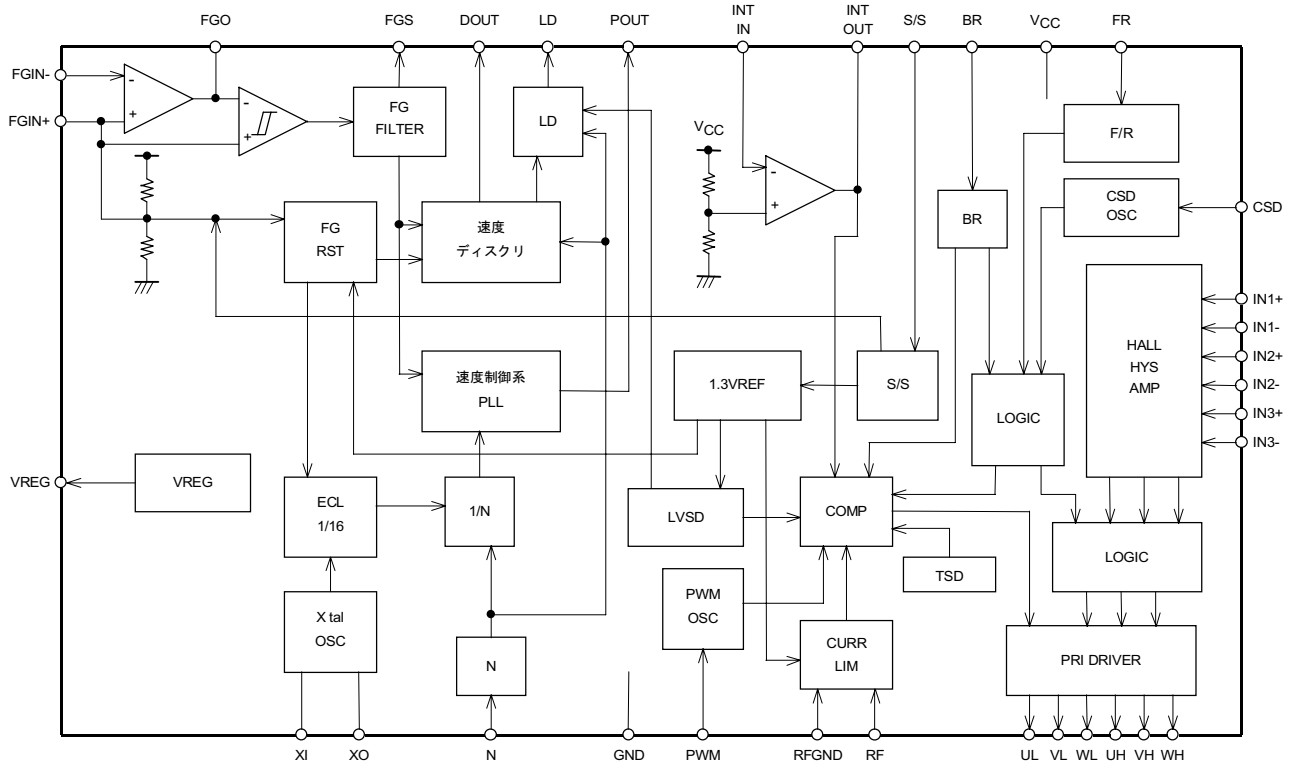 FGO
FGS
DOUT
LD
POUT
INT
IN
INT
OUT
S/S
BR
VCC
FR
FGIN-
FGIN+
-
+
-
+
FG
FILTER
LD
VCC
-
+
F/R
CSD
OSC
CSD
BR
FG
RST
速度
ディスクリ
HALL
HYS
AMP
IN1+
IN1-
IN2+
IN2-
IN3+
IN3-
速度制御系
PLL
1.3VREF
S/S
LOGIC
VREG
VREG
ECL
1/16
1/N
LVSD
COMP
TSD
LOGIC
X tal
OSC
N
PWM
OSC
CURR
LIM
PRI DRIVER
XI
XO
N
GND
PWM
RFGND
RF
UL
VL
WL
UH
VH
WH